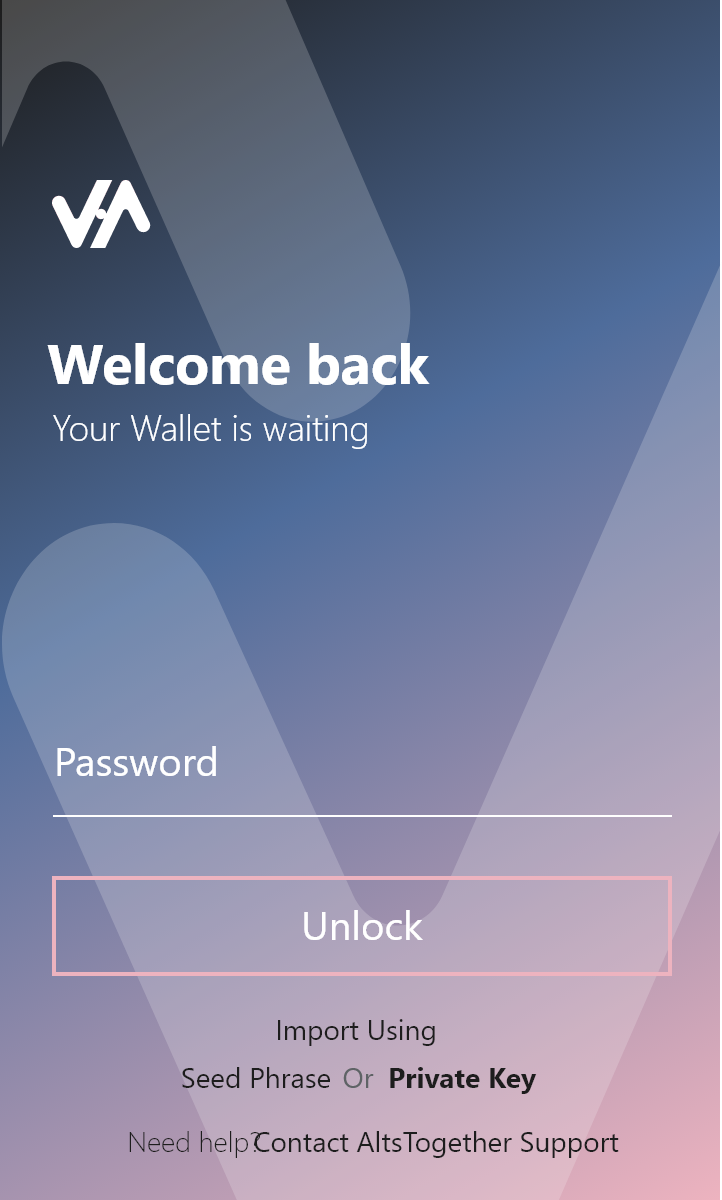 Welcome back
Your Wallet is waiting
Password
Unlock
Import Using
Seed Phrase Or Private Key
Need help?Contact AltsTogether Support